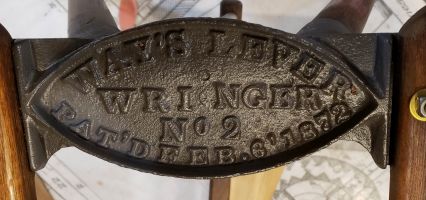 WAY'S LEVER
WRINGER
No 2
PAT'D FEB. 6' 1872